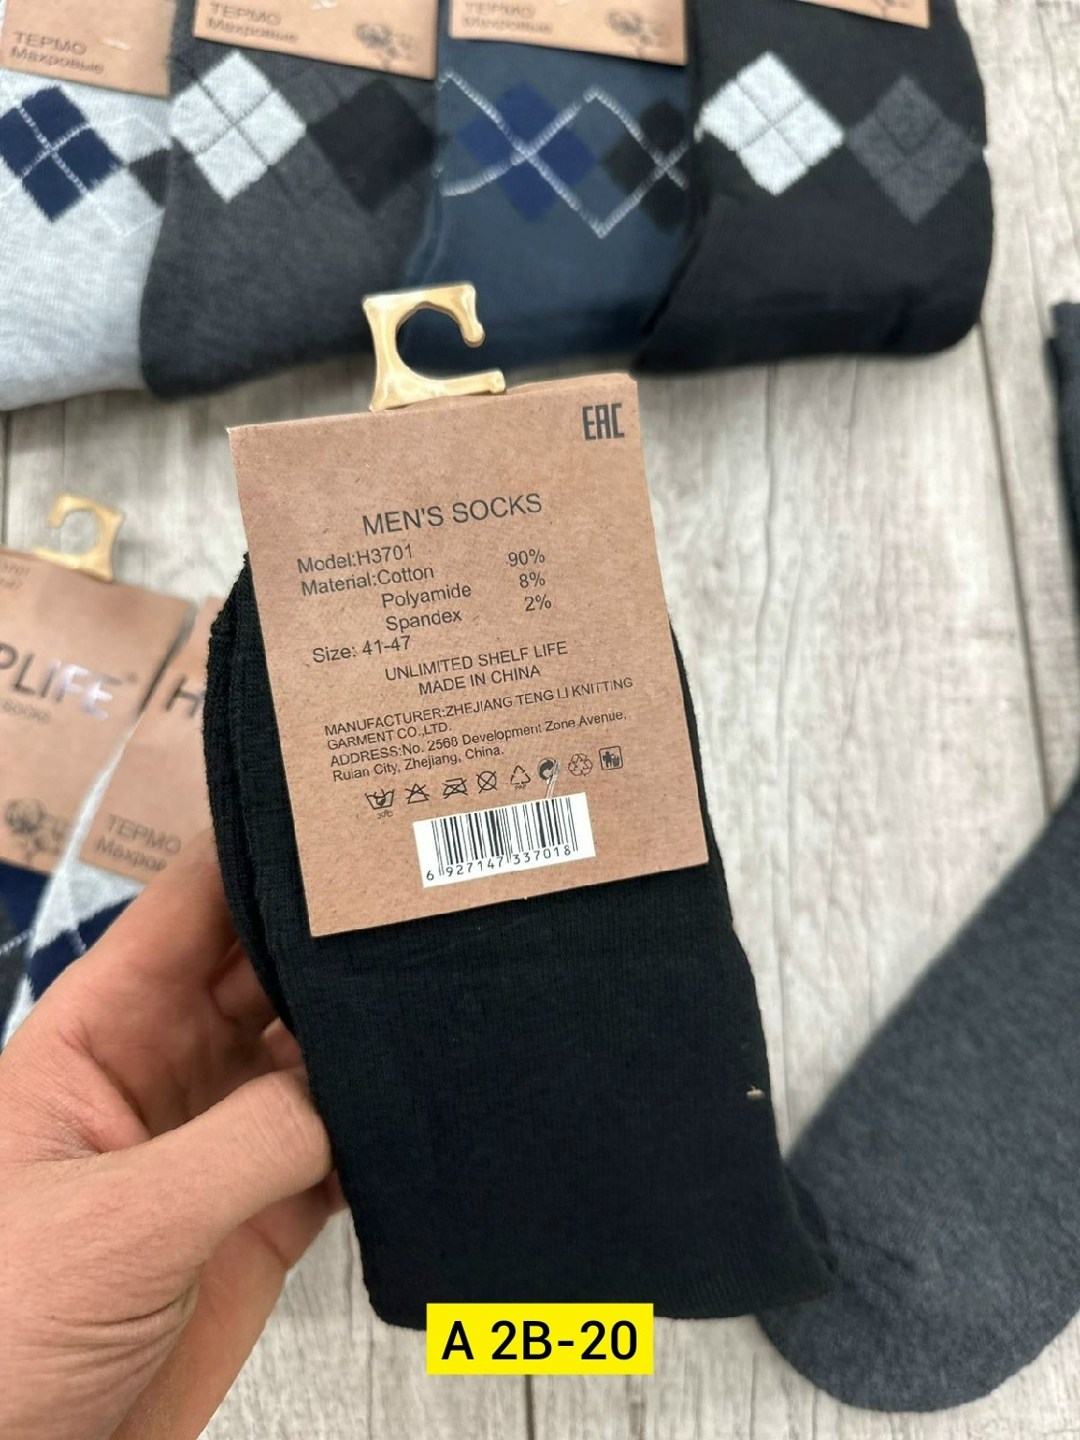 ТЕРМО
Махровые
ТЕРМО
Махровые
ТЕРМО
Махровые
EAC
MEN'S SOCKS
Model:H3701
Material:Cotton 90%
Polyamide 8%
Spandex 2%
Size: 41-47
UNLIMITED SHELF LIFE
MADE IN CHINA
MANUFACTURER:ZHEJIANG TENG LI KNITTING
GARMENT CO.,LTD.
ADDRESS:No. 2568 Development Zone Avenue,
Ruian City, Zhejiang, China.
30℃
PAP
6 927147 337018
PLIFE
H
ТЕРМО
Махров
A 2B-20